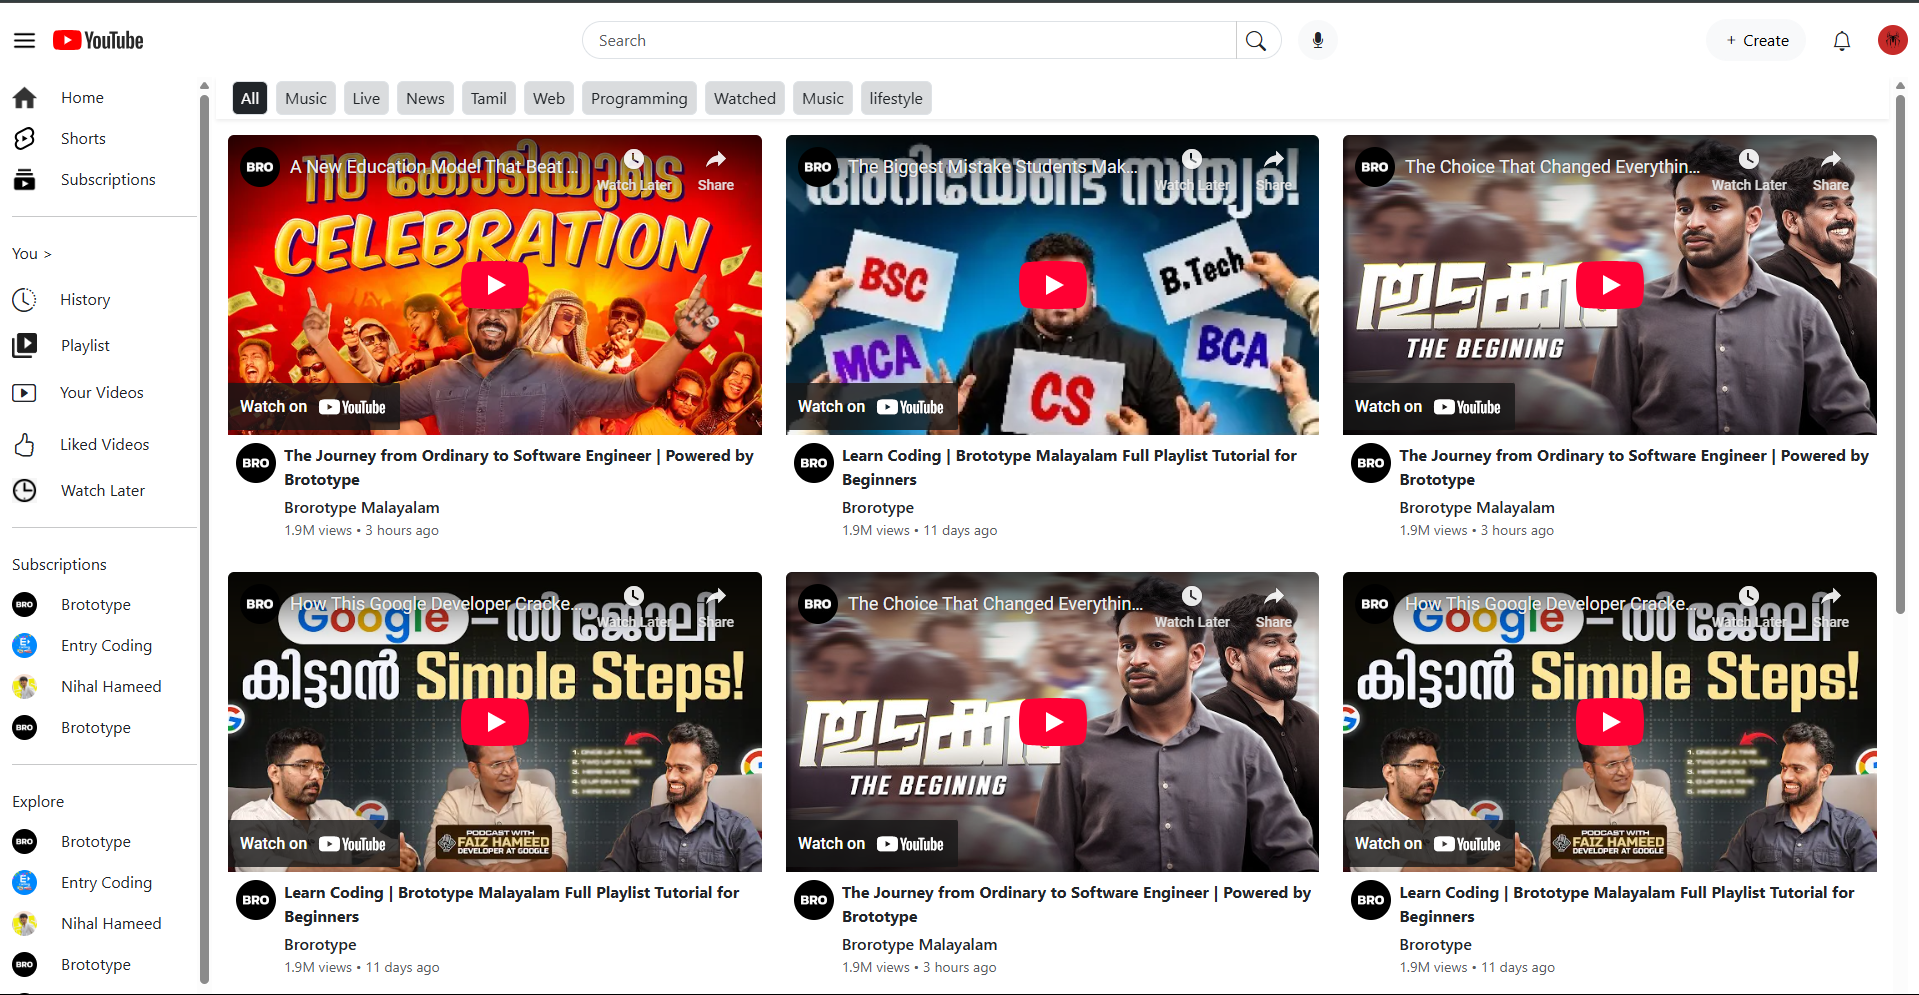 YouTube
Search
+ Create
Home
Shorts
Subscriptions
You >
History
Playlist
Your Videos
Liked Videos
Watch Later
Subscriptions
Brototype
Entry Coding
Nihal Hameed
Brototype
Explore
Brototype
Entry Coding
Nihal Hameed
Brototype
All Music Live News Tamil Web Programming Watched Music lifestyle
BRO A New Education Model That Beat ...
Watch Later Share
110 കോടിയുടെ
CELEBRATION
Watch on YouTube
BRO The Journey from Ordinary to Software Engineer | Powered by
Brototype
Brorotype Malayalam
1.9M views • 3 hours ago
BRO The Biggest Mistake Students Mak...
Watch Later Share
അറിയേണ്ട സത്യം!
BSC B.Tech
MCA BCA
CS
Watch on YouTube
BRO Learn Coding | Brototype Malayalam Full Playlist Tutorial for
Beginners
Brorotype
1.9M views • 11 days ago
BRO The Choice That Changed Everythin...
Watch Later Share
THE BEGINING
Watch on YouTube
BRO The Journey from Ordinary to Software Engineer | Powered by
Brototype
Brorotype Malayalam
1.9M views • 3 hours ago
BRO How This Google Developer Cracke...
Watch Later Share
Google-ൽ ജോലി
കിട്ടാൻ Simple Steps!
PODCAST WITH
FAIZ HAMEED
DEVELOPER AT GOOGLE
Watch on YouTube
BRO Learn Coding | Brototype Malayalam Full Playlist Tutorial for
Beginners
Brorotype
1.9M views • 11 days ago
BRO The Choice That Changed Everythin...
Watch Later Share
THE BEGINING
Watch on YouTube
BRO The Journey from Ordinary to Software Engineer | Powered by
Brototype
Brorotype Malayalam
1.9M views • 3 hours ago
BRO How This Google Developer Cracke...
Watch Later Share
Google-ൽ ജോലി
കിട്ടാൻ Simple Steps!
PODCAST WITH
FAIZ HAMEED
DEVELOPER AT GOOGLE
Watch on YouTube
BRO Learn Coding | Brototype Malayalam Full Playlist Tutorial for
Beginners
Brorotype
1.9M views • 11 days ago